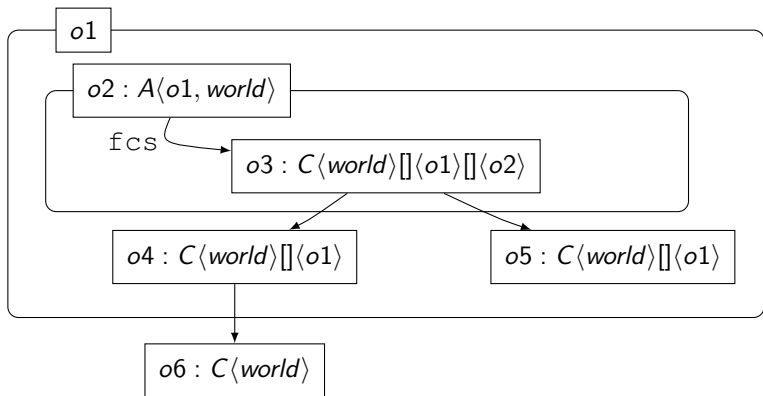 o1
o2 : A⟨o1, world⟩
fcs
o3 : C⟨world⟩[]⟨o1⟩[]⟨o2⟩
o4 : C⟨world⟩[]⟨o1⟩
o5 : C⟨world⟩[]⟨o1⟩
o6 : C⟨world⟩